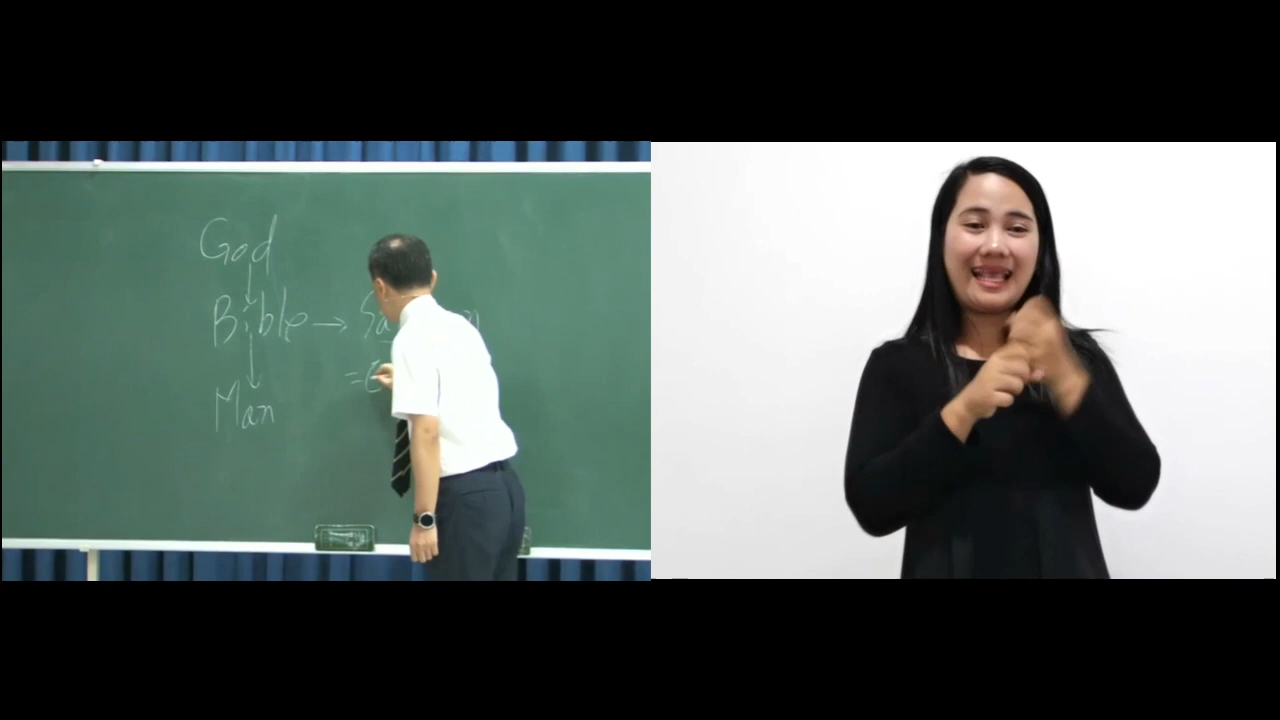 God
↓
Bible →
↓
Man
=